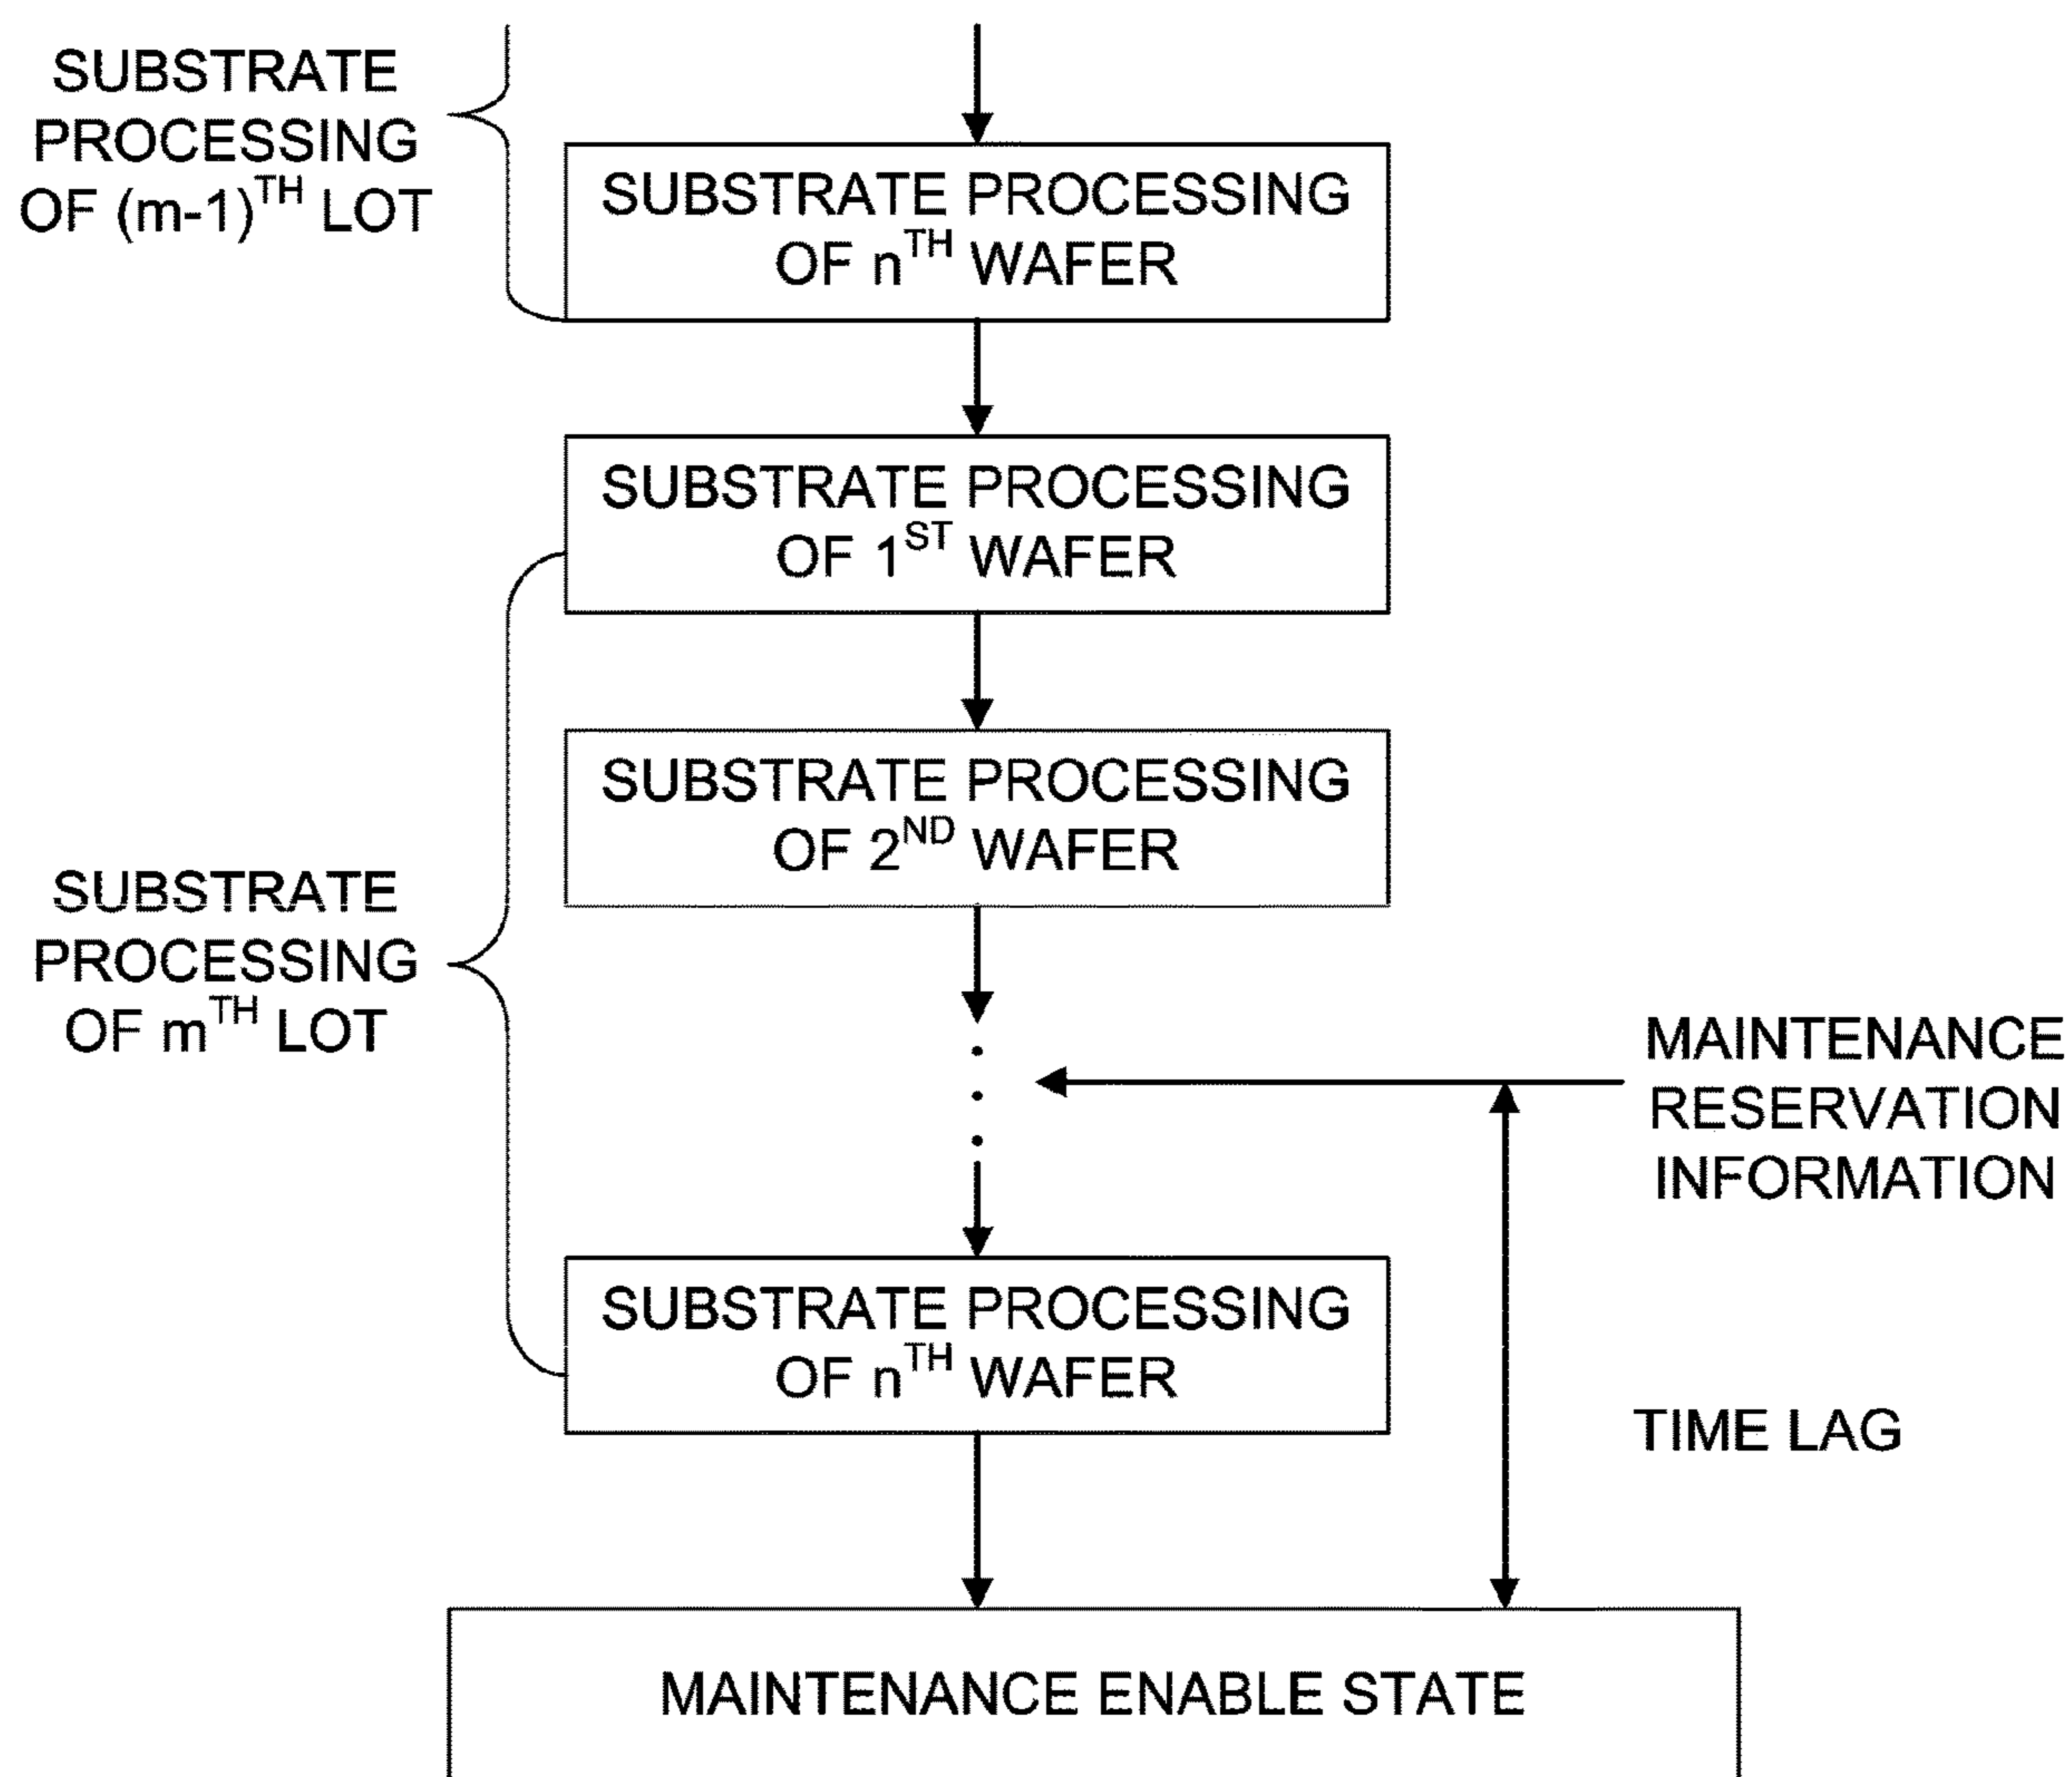 SUBSTRATE
PROCESSING
OF (m-1)TH LOT
SUBSTRATE PROCESSING
OF nTH WAFER
SUBSTRATE PROCESSING
OF 1ST WAFER
SUBSTRATE PROCESSING
OF 2ND WAFER
SUBSTRATE
PROCESSING
OF mTH LOT
MAINTENANCE
RESERVATION
INFORMATION
SUBSTRATE PROCESSING
OF nTH WAFER
TIME LAG
MAINTENANCE ENABLE STATE